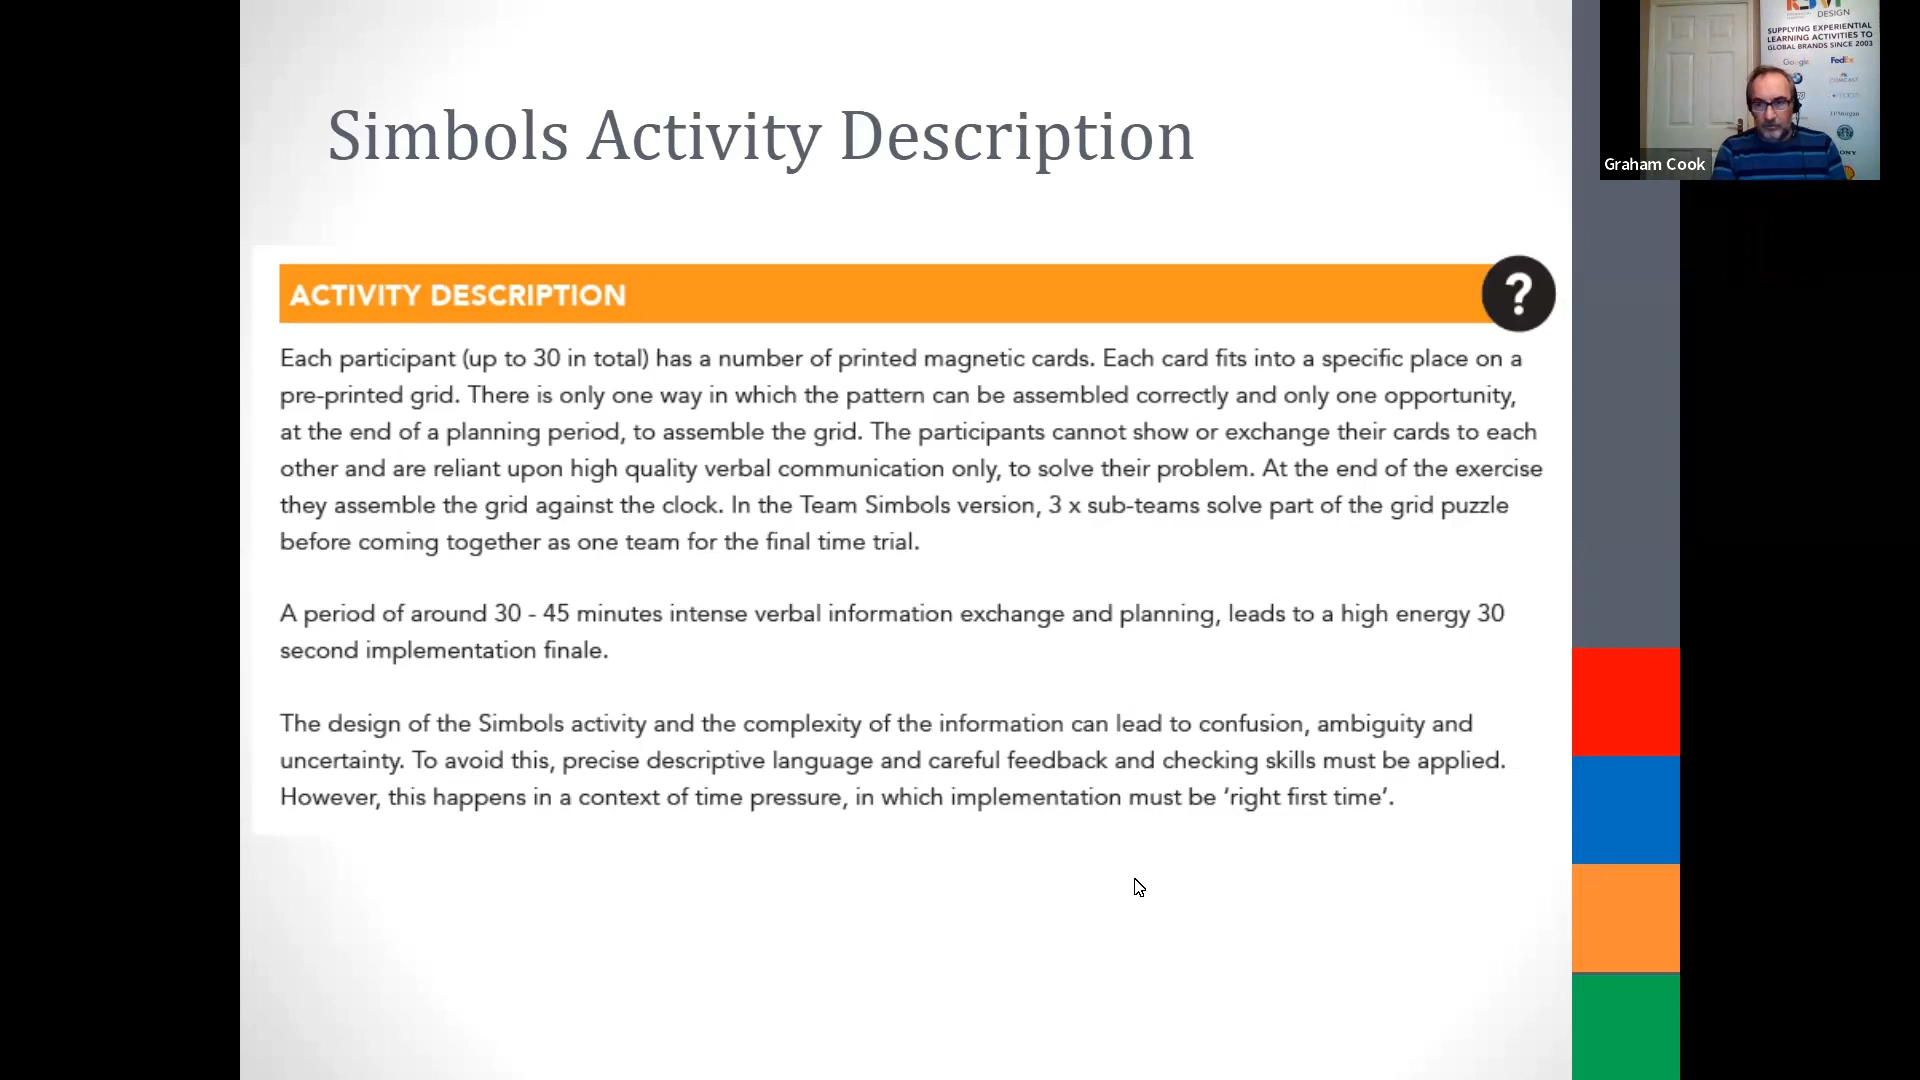 Simbols Activity Description
ACTIVITY DESCRIPTION
?
Each participant (up to 30 in total) has a number of printed magnetic cards. Each card fits into a specific place on a
pre-printed grid. There is only one way in which the pattern can be assembled correctly and only one opportunity,
at the end of a planning period, to assemble the grid. The participants cannot show or exchange their cards to each
other and are reliant upon high quality verbal communication only, to solve their problem. At the end of the exercise
they assemble the grid against the clock. In the Team Simbols version, 3 x sub-teams solve part of the grid puzzle
before coming together as one team for the final time trial.
A period of around 30 - 45 minutes intense verbal information exchange and planning, leads to a high energy 30
second implementation finale.
The design of the Simbols activity and the complexity of the information can lead to confusion, ambiguity and
uncertainty. To avoid this, precise descriptive language and careful feedback and checking skills must be applied.
However, this happens in a context of time pressure, in which implementation must be ‘right first time’.
DESIGN
SUPPLYING EXPERIENTIAL
LEARNING ACTIVITIES TO
GLOBAL BRANDS SINCE 2003
Google FedEx
J.P.Morgan
Graham Cook